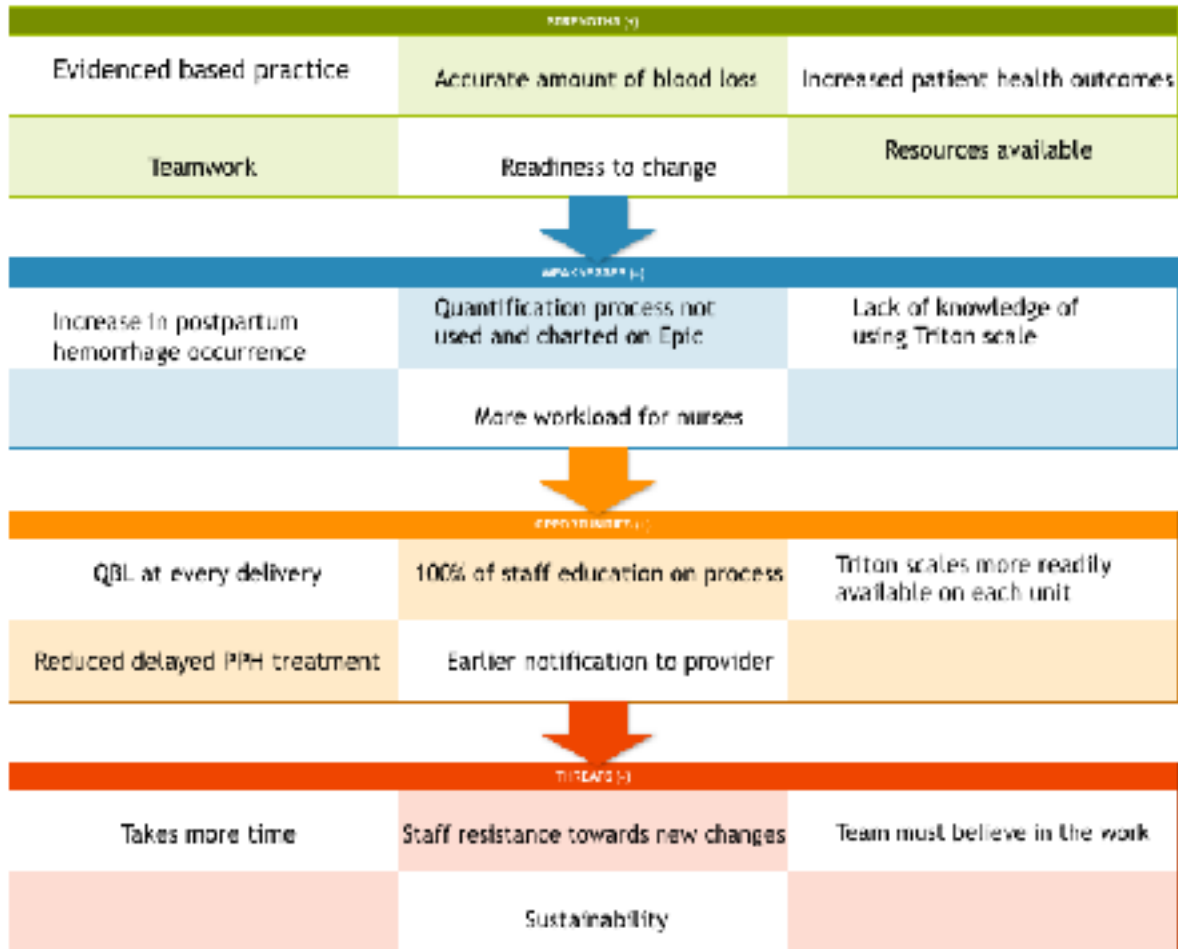 STRENGTHS (+)
Evidenced based practice
Accurate amount of blood loss
Increased patient health outcomes
Teamwork
Readiness to change
Resources available
WEAKNESSES (-)
Increase in postpartum
hemorrhage occurrence
Quantification process not
used and charted on Epic
Lack of knowledge of
using Triton scale
More workload for nurses
OPPORTUNITIES (+)
QBL at every delivery
100% of staff education on process
Triton scales more readily
available on each unit
Reduced delayed PPH treatment
Earlier notification to provider
THREATS (-)
Takes more time
Staff resistance towards new changes
Team must believe in the work
Sustainability